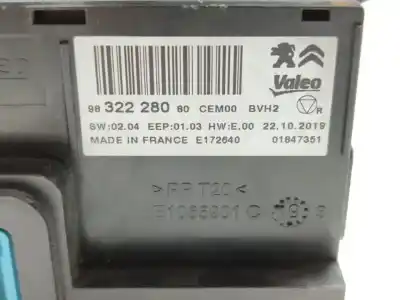 Valeo
98 322 280 80 CEM00 BVH2 R
SW:02.04 EEP:01.03 HW:E.00 22.10.2019
MADE IN FRANCE E172640 01847351
>PP T20<